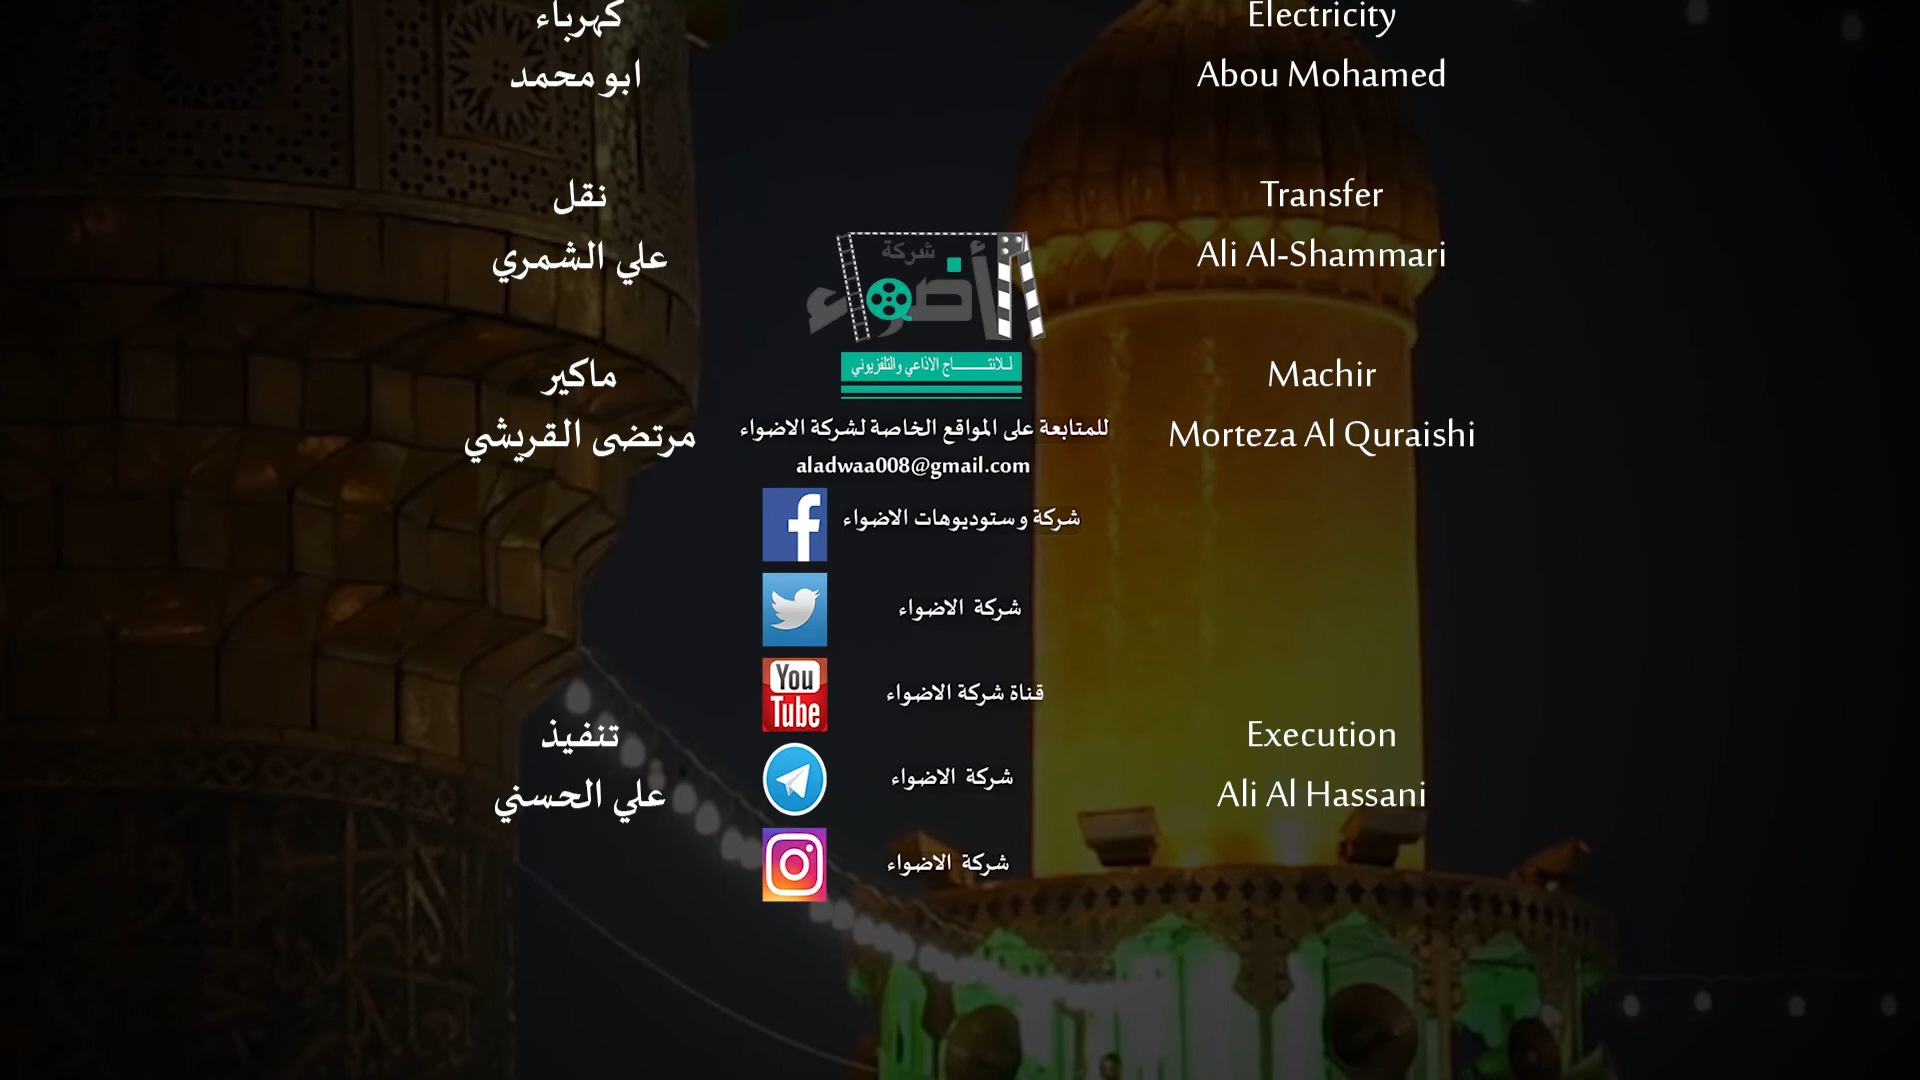 كهرباء
Electricity
ابو محمد
Abou Mohamed
نقل
Transfer
علي الشمري
Ali Al-Shammari
شركة
الأضواء
للانتاج الاذاعي والتلفزيوني
ماكير
Machir
مرتضى القريشي
Morteza Al Quraishi
للمتابعة على المواقع الخاصة لشركة الاضواء
aladwaa008@gmail.com
شركة وستوديوهات الاضواء
شركة الاضواء
You
Tube
قناة شركة الاضواء
تنفيذ
Execution
شركة الاضواء
علي الحسني
Ali Al Hassani
شركة الاضواء